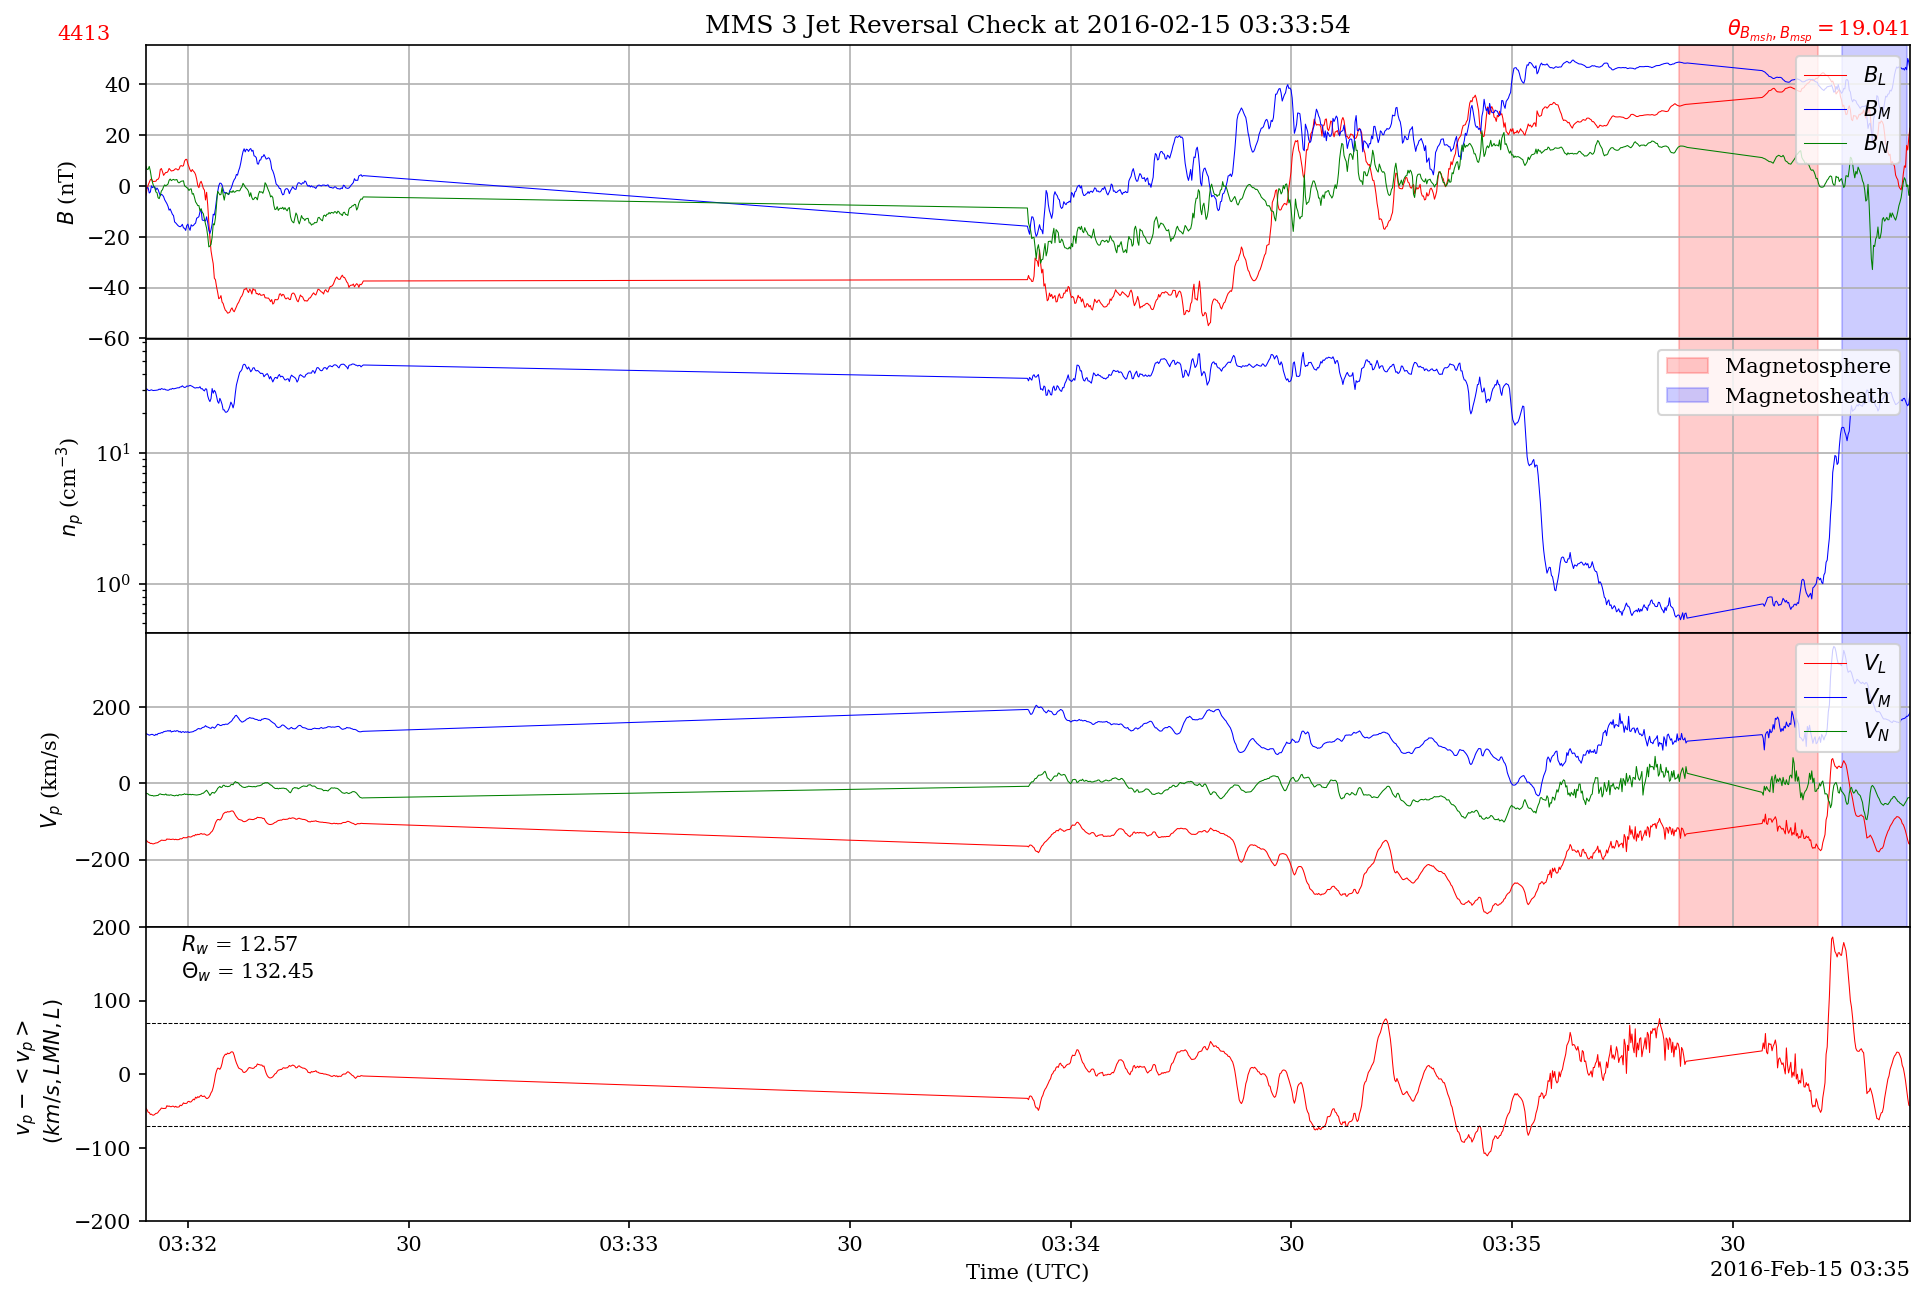 MMS 3 Jet Reversal Check at 2016-02-15 03:33:54
4413
θ_{B_{msh}, B_{msp}} = 19.041
40
20
0
−20
−40
−60
B (nT)
B_L
B_M
B_N
10^1
10^0
n_p (cm^{−3})
Magnetosphere
Magnetosheath
200
0
−200
V_p (km/s)
V_L
V_M
V_N
200
100
0
−100
−200
v_p − < v_p >
(km/s, LMN, L)
R_w = 12.57
Θ_w = 132.45
03:32
30
03:33
30
03:34
30
03:35
30
Time (UTC)
2016-Feb-15 03:35